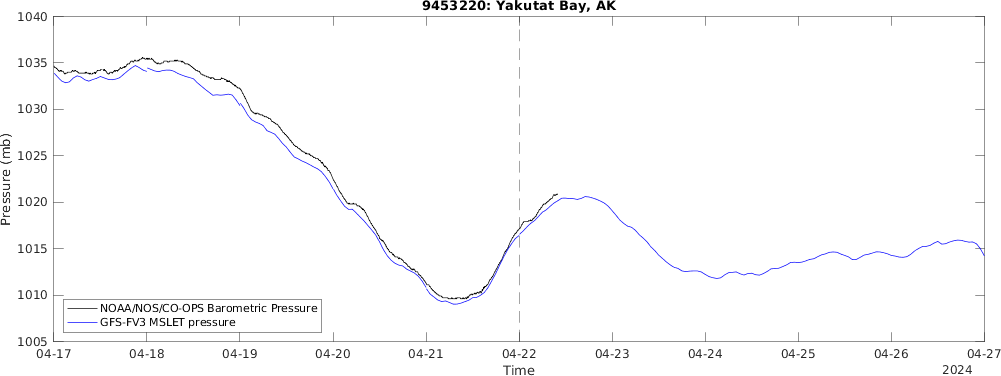 9453220: Yakutat Bay, AK
1040
1035
1030
1025
1020
1015
1010
1005
Pressure (mb)
NOAA/NOS/CO-OPS Barometric Pressure
GFS-FV3 MSLET pressure
04-17 04-18 04-19 04-20 04-21 04-22 04-23 04-24 04-25 04-26 04-27
Time
2024